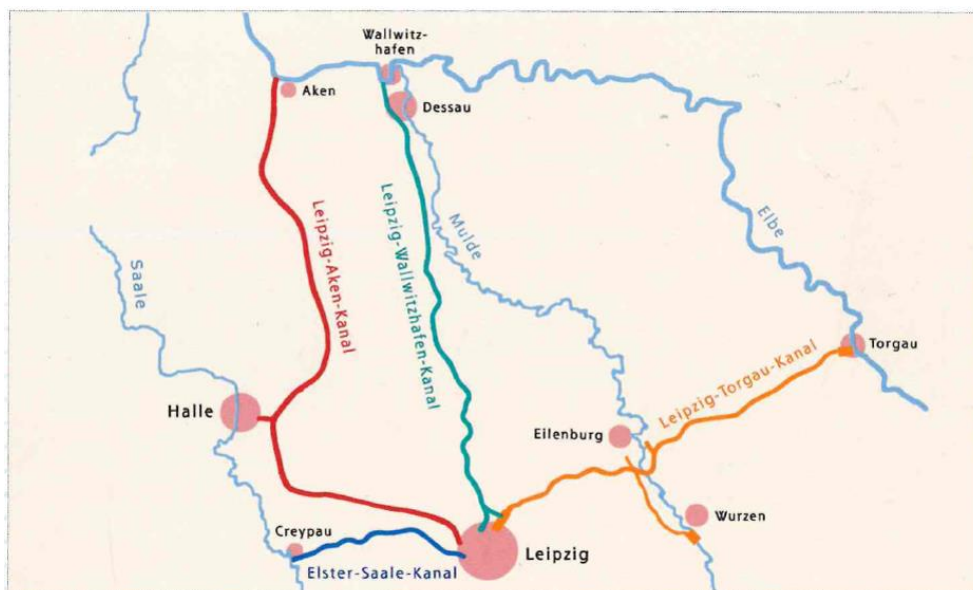 Wallwitz-
hafen
Aken
Dessau
Leipzig-Aken-Kanal
Leipzig-Wallwitzhafen-Kanal
Mulde
Elbe
Saale
Torgau
Leipzig-Torgau-Kanal
Halle
Eilenburg
Wurzen
Creypau
Leipzig
Elster-Saale-Kanal